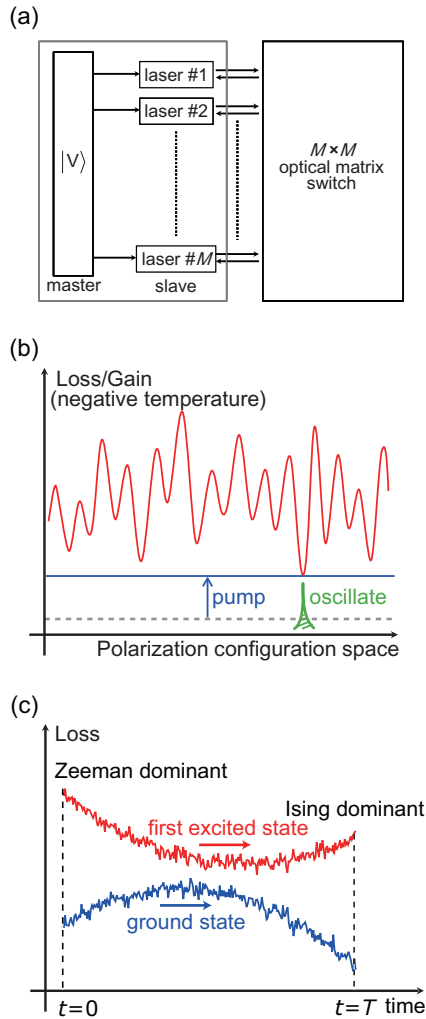 (a)
laser #1
laser #2
|V⟩
M×M
optical matrix
switch
laser #M
master
slave
(b)
Loss/Gain
(negative temperature)
pump
oscillate
Polarization configuration space
(c)
Loss
Zeeman dominant
Ising dominant
first excited state
ground state
t=0
t=T
time